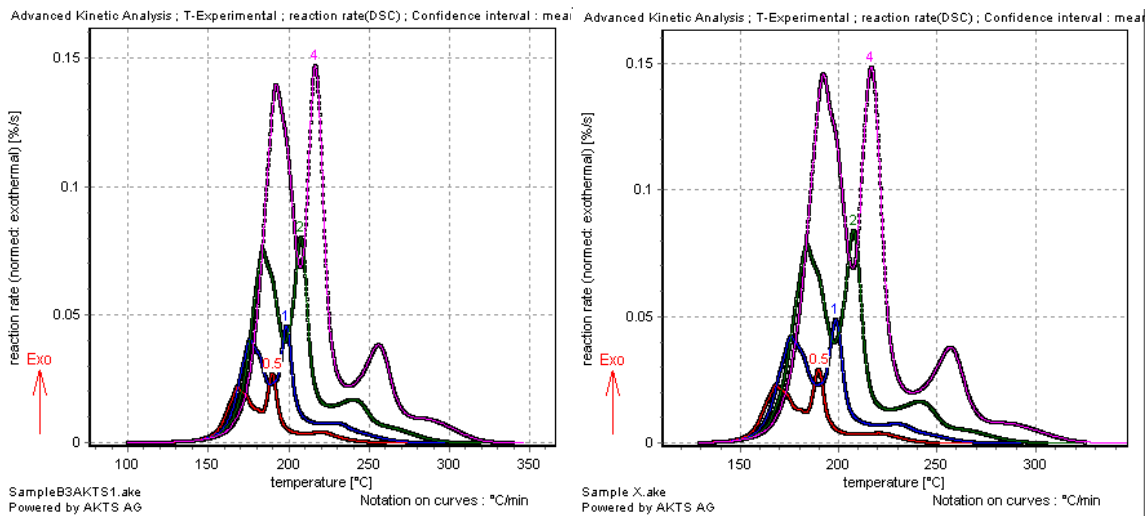 Advanced Kinetic Analysis ; T-Experimental ; reaction rate(DSC) ; Confidence interval : mea
reaction rate (normed: exothermal) [%/s]
0.15
0.1
0.05
0
Exo
4
2
1
0.5
100
150
200
250
300
350
temperature [°C]
SampleB3AKTS1.ake
Powered by AKTS AG
Notation on curves : °C/min
Advanced Kinetic Analysis ; T-Experimental ; reaction rate(DSC) ; Confidence interval : mea
reaction rate (normed: exothermal) [%/s]
0.15
0.1
0.05
0
Exo
4
2
1
0.5
150
200
250
300
temperature [°C]
Sample X.ake
Powered by AKTS AG
Notation on curves : °C/min